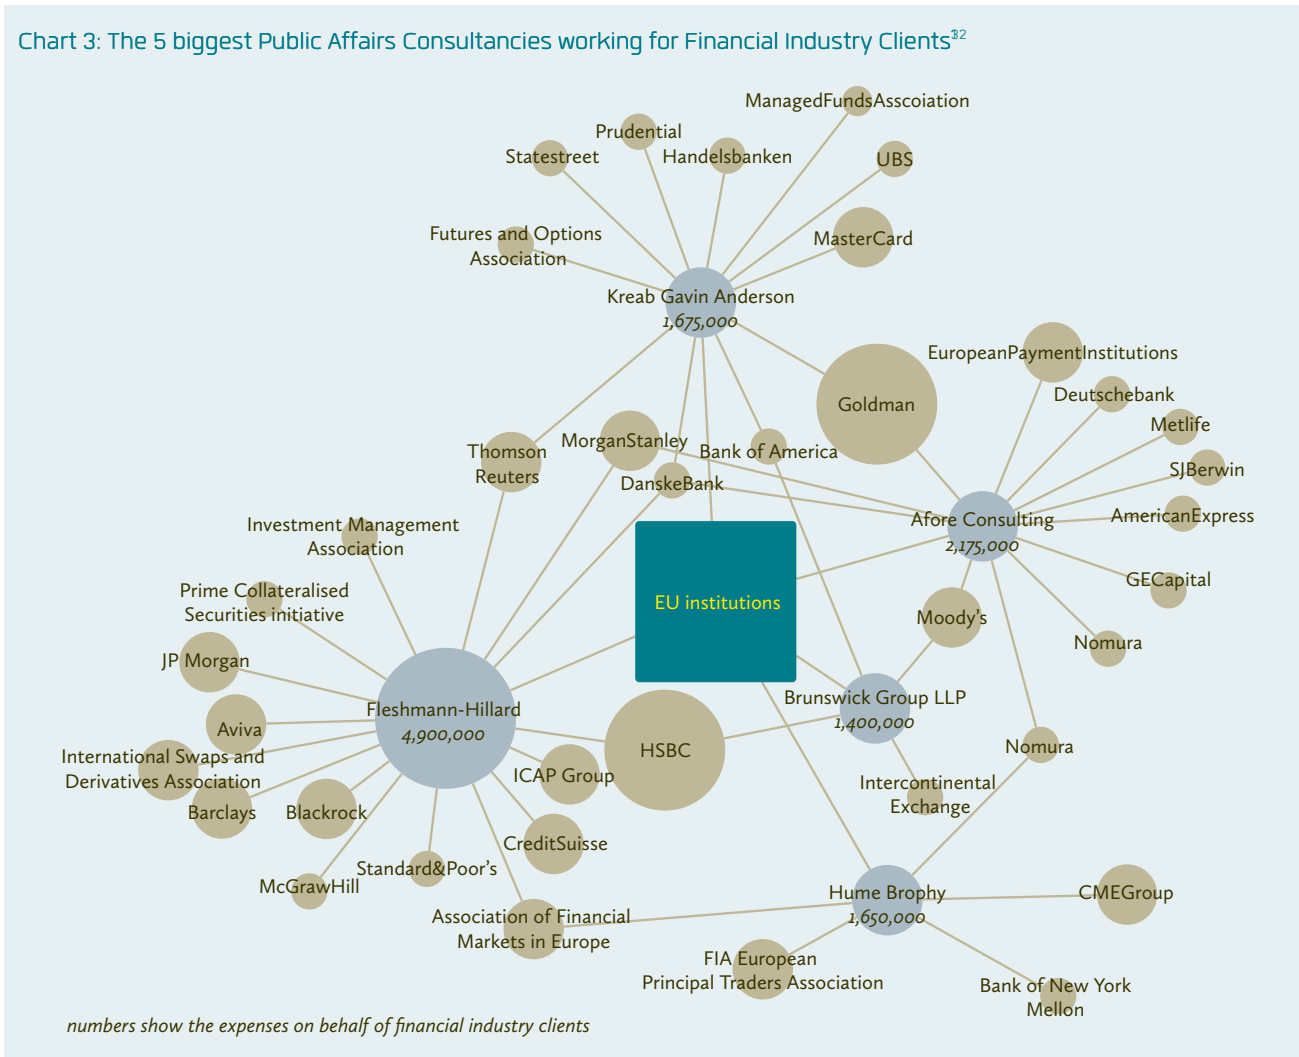 Chart 3: The 5 biggest Public Affairs Consultancies working for Financial Industry Clients
ManagedFundsAsscoiation
Prudential
Statestreet
Handelsbanken
UBS
Futures and Options
Association
MasterCard
Kreab Gavin Anderson
1,675,000
EuropeanPaymentInstitutions
Deutschebank
Goldman
Metlife
MorganStanley
Thomson
Reuters
Bank of America
SJBerwin
DanskeBank
AmericanExpress
Afore Consulting
2,175,000
Investment Management
Association
GECapital
Prime Collateralised
Securities initiative
EU institutions
Moody's
Nomura
JP Morgan
Brunswick Group LLP
1,400,000
Fleshmann-Hillard
4,900,000
Aviva
Nomura
HSBC
International Swaps and
Derivatives Association
ICAP Group
Intercontinental
Exchange
Barclays
Blackrock
CreditSuisse
Standard&Poor's
McGrawHill
Hume Brophy
1,650,000
CMEGroup
Association of Financial
Markets in Europe
FIA European
Principal Traders Association
Bank of New York
Mellon
numbers show the expenses on behalf of financial industry clients